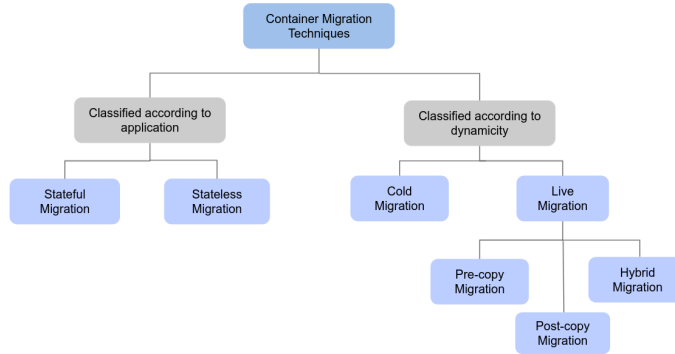 Container Migration
Techniques
Classified according to
application
Classified according to
dynamicity
Stateful
Migration
Stateless
Migration
Cold
Migration
Live
Migration
Pre-copy
Migration
Hybrid
Migration
Post-copy
Migration